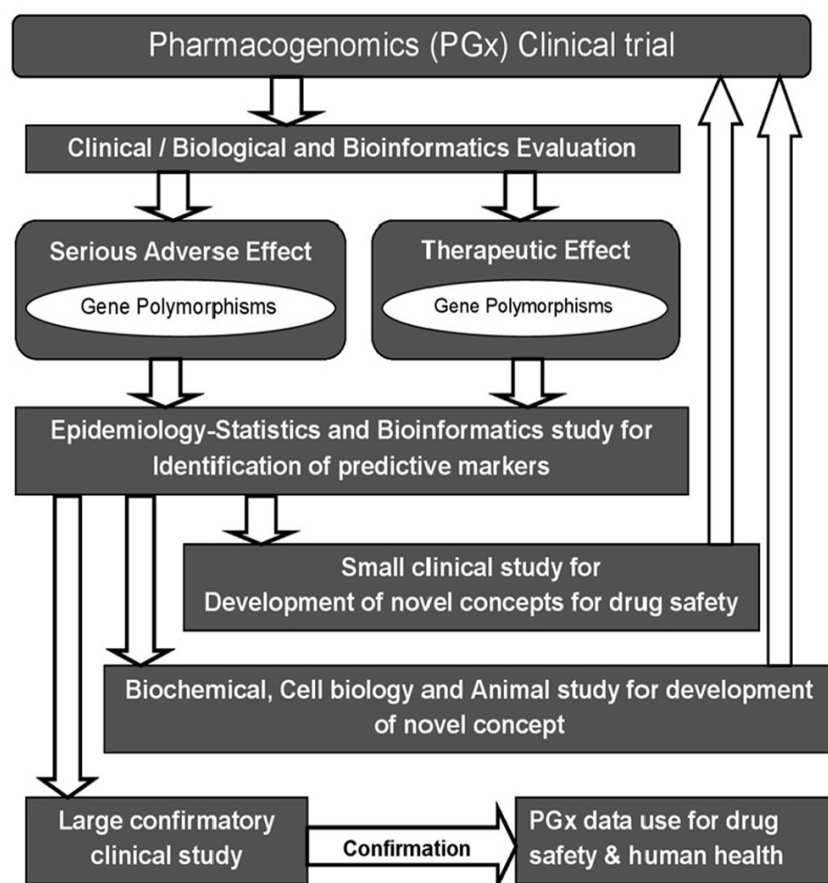 Pharmacogenomics (PGx) Clinical trial
Clinical / Biological and Bioinformatics Evaluation
Serious Adverse Effect
Gene Polymorphisms
Therapeutic Effect
Gene Polymorphisms
Epidemiology-Statistics and Bioinformatics study for
Identification of predictive markers
Small clinical study for
Development of novel concepts for drug safety
Biochemical, Cell biology and Animal study for development
of novel concept
Large confirmatory
clinical study
Confirmation
PGx data use for drug
safety & human health